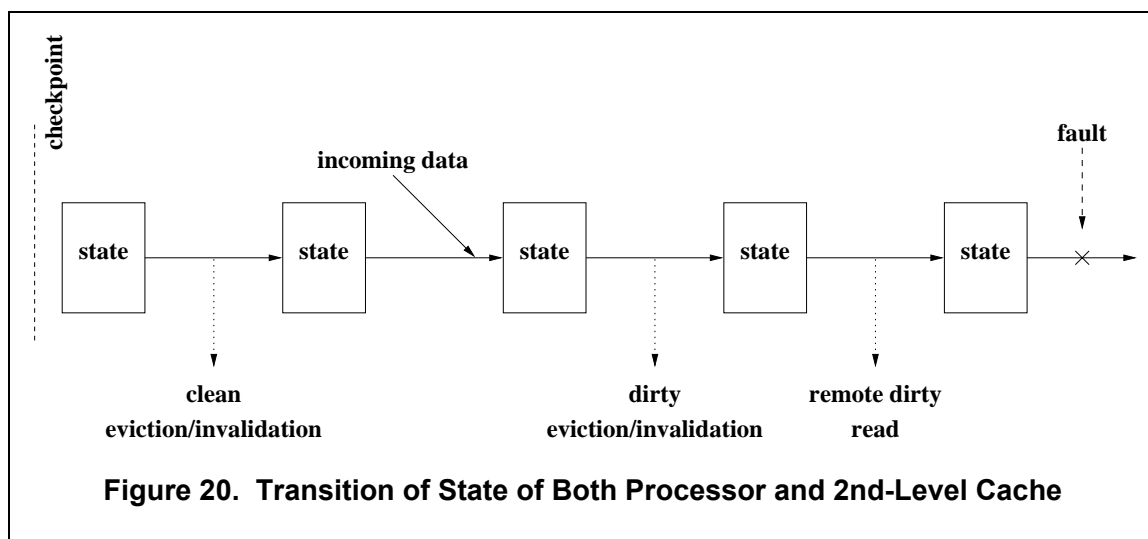 checkpoint
fault
incoming data
state
state
state
state
state
clean
eviction/invalidation
dirty
eviction/invalidation
remote dirty
read
Figure 20. Transition of State of Both Processor and 2nd-Level Cache